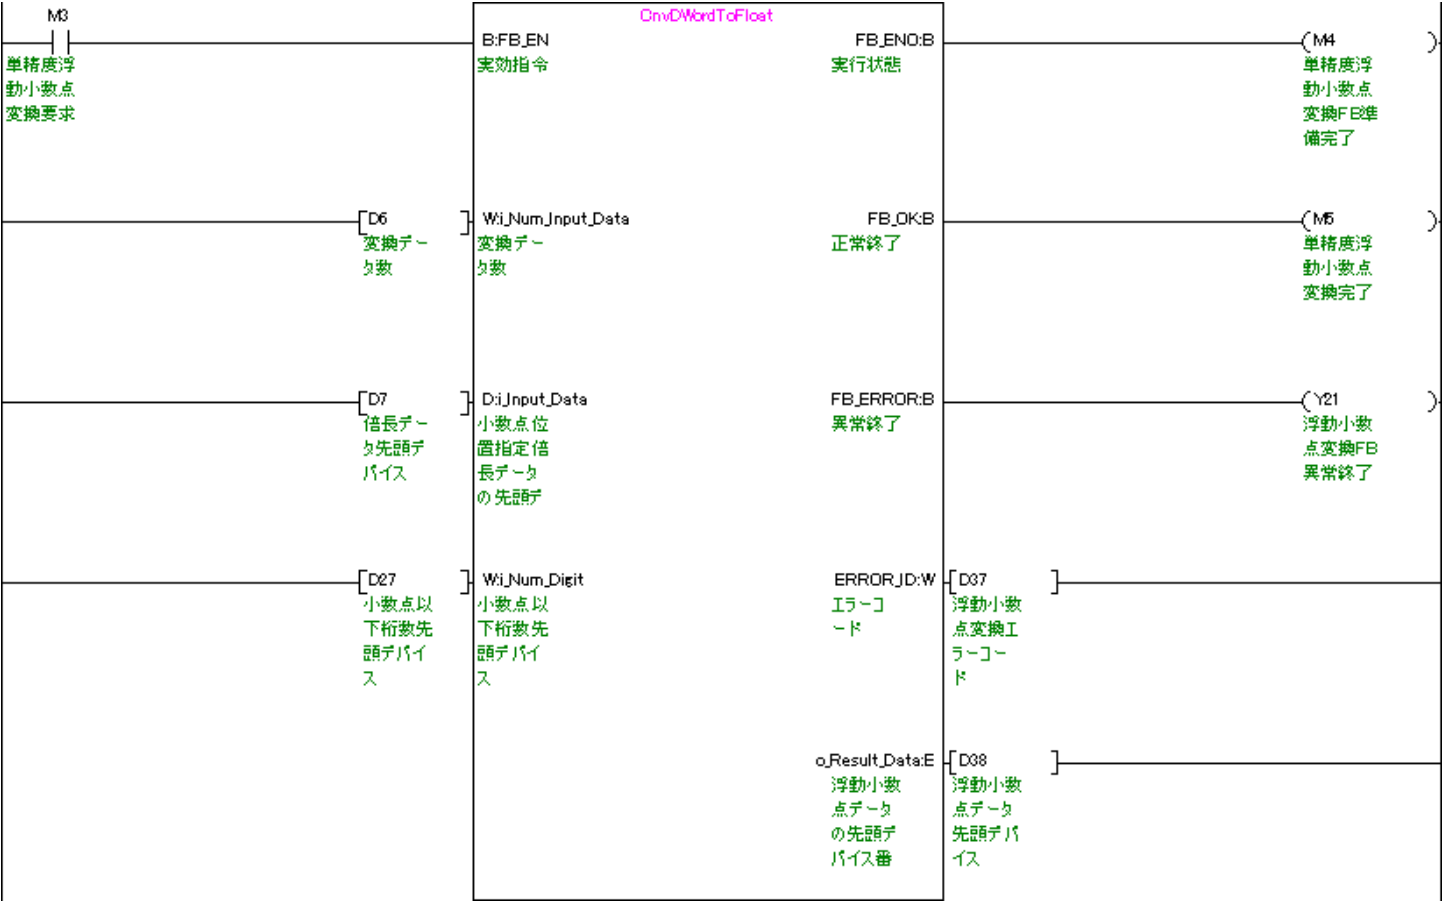 CnvDWordToFloat
M3
単精度浮
動小数点
変換要求
B:FB_EN
実効指令
FB_ENO:B
実行状態
M4
単精度浮
動小数点
変換FB準
備完了
D6
変換デー
タ数
W:i_Num_Input_Data
変換デー
タ数
FB_OK:B
正常終了
M5
単精度浮
動小数点
変換完了
D7
倍長デー
タ先頭デ
バイス
D:i_Input_Data
小数点位
置指定倍
長データ
の先頭デ
FB_ERROR:B
異常終了
Y21
浮動小数
点変換FB
異常終了
D27
小数点以
下桁数先
頭デバイ
ス
W:i_Num_Digit
小数点以
下桁数先
頭デバイ
ス
ERROR_ID:W
エラーコ
ード
D37
浮動小数
点変換エ
ラーコー
ド
o_Result_Data:E
浮動小数
点データ
の先頭デ
バイス番
D38
浮動小数
点データ
先頭デバ
イス